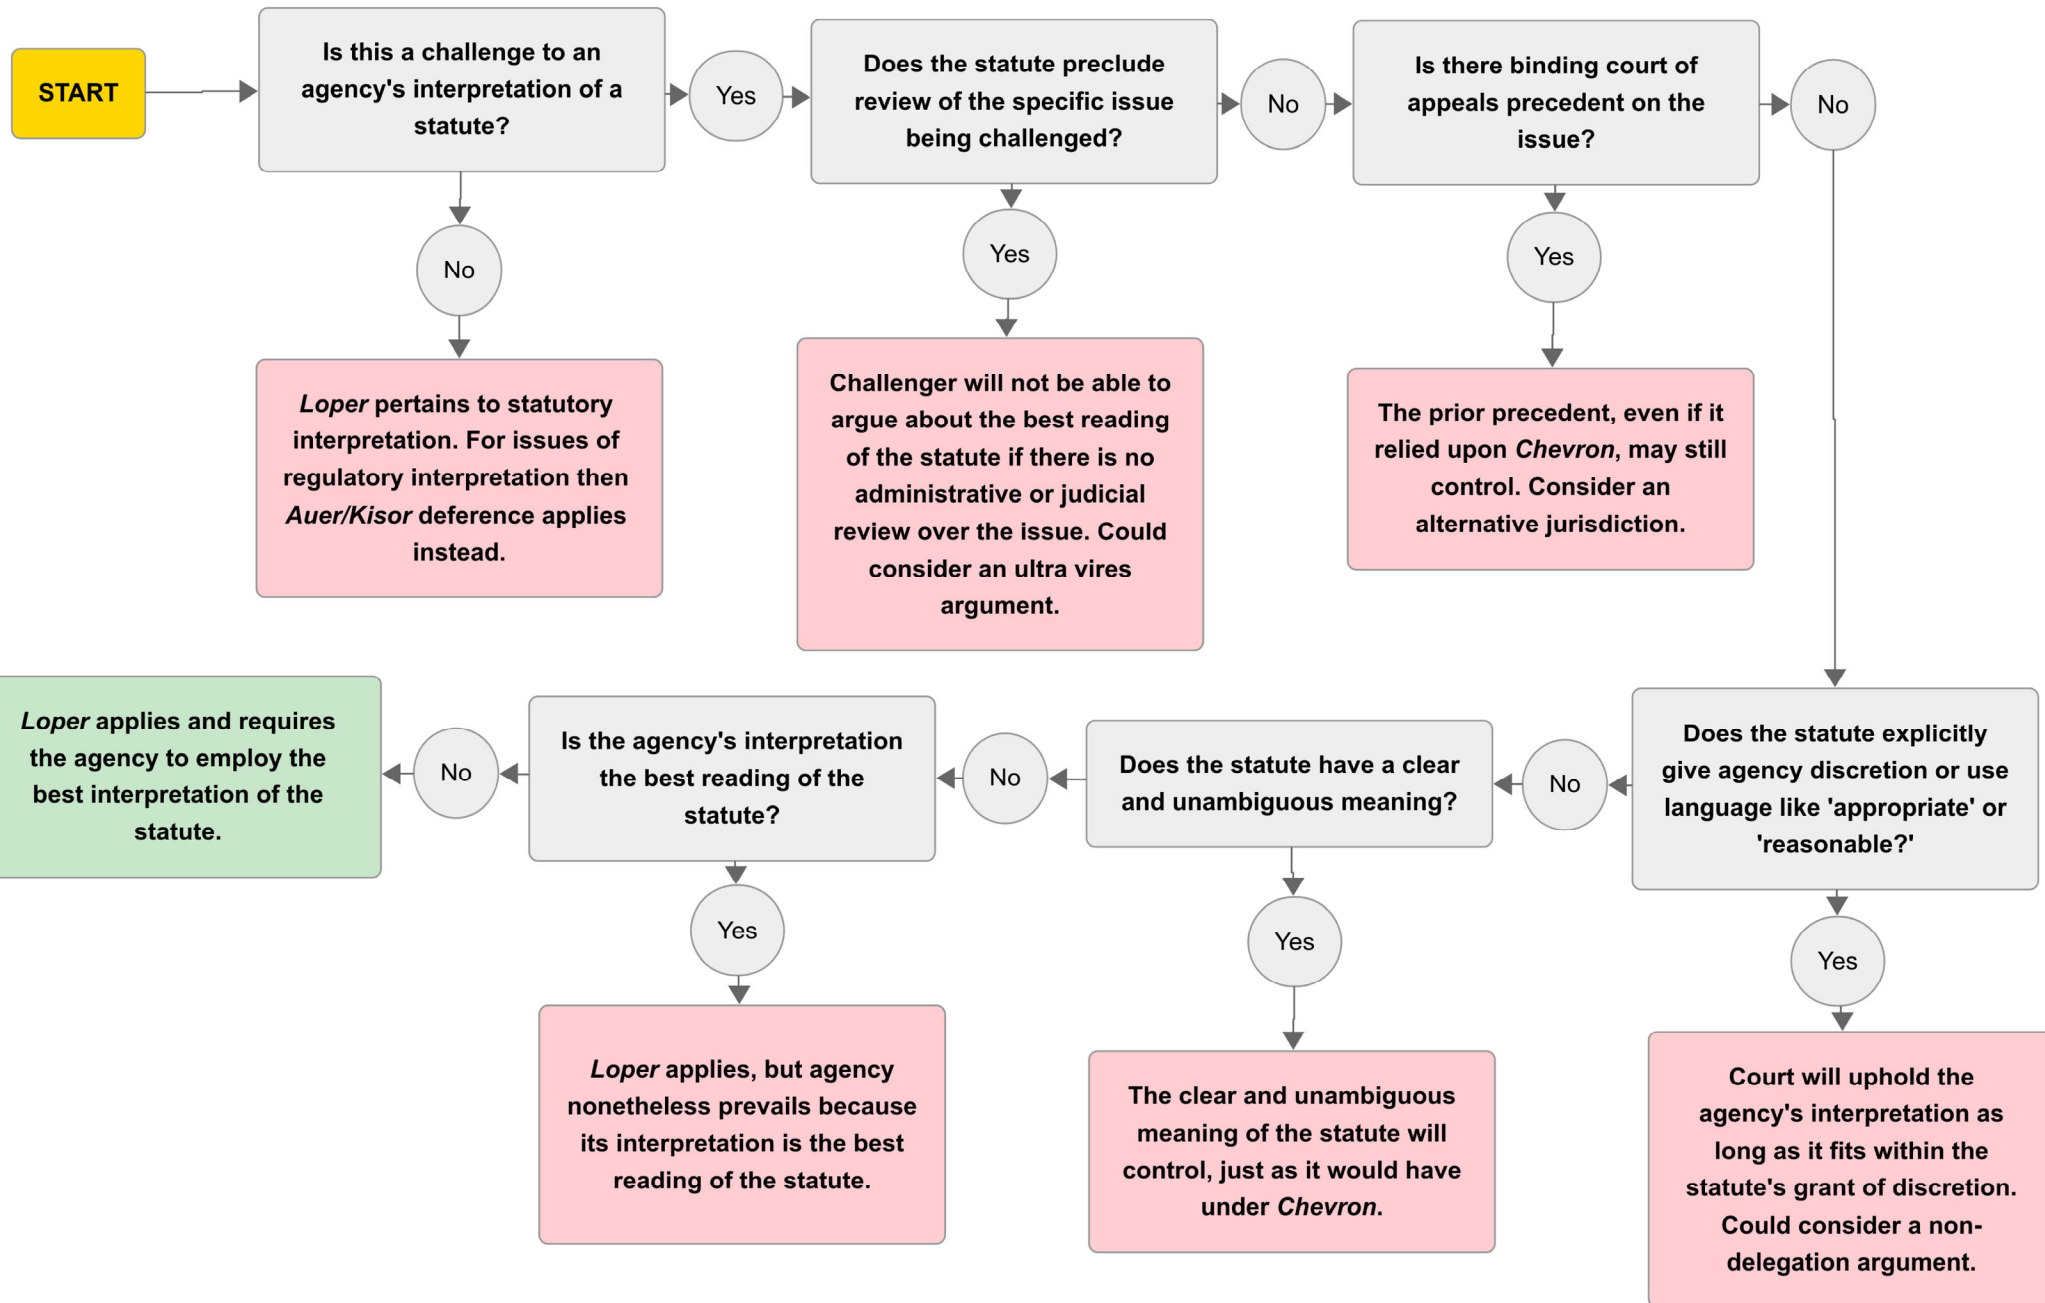 START
Is this a challenge to an
agency's interpretation of a
statute?
Yes
Does the statute preclude
review of the specific issue
being challenged?
No
Is there binding court of
appeals precedent on the
issue?
No
No
Yes
Yes
Loper pertains to statutory
interpretation. For issues of
regulatory interpretation then
Auer/Kisor deference applies
instead.
Challenger will not be able to
argue about the best reading
of the statute if there is no
administrative or judicial
review over the issue. Could
consider an ultra vires
argument.
The prior precedent, even if it
relied upon Chevron, may still
control. Consider an
alternative jurisdiction.
Does the statute explicitly
give agency discretion or use
language like 'appropriate' or
'reasonable?'
No
Does the statute have a clear
and unambiguous meaning?
No
Is the agency's interpretation
the best reading of the
statute?
No
Loper applies and requires
the agency to employ the
best interpretation of the
statute.
Yes
Yes
Yes
Court will uphold the
agency's interpretation as
long as it fits within the
statute's grant of discretion.
Could consider a non-
delegation argument.
The clear and unambiguous
meaning of the statute will
control, just as it would have
under Chevron.
Loper applies, but agency
nonetheless prevails because
its interpretation is the best
reading of the statute.